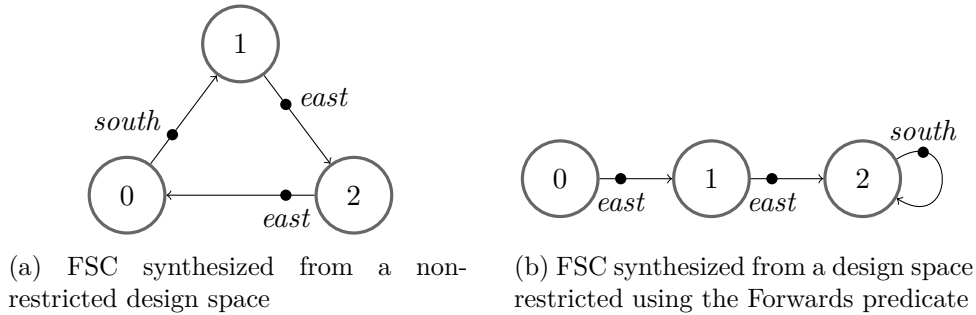 1
south
east
0
2
east
(a) FSC synthesized from a non-
restricted design space
0
1
2
south
east
east
(b) FSC synthesized from a design space
restricted using the Forwards predicate